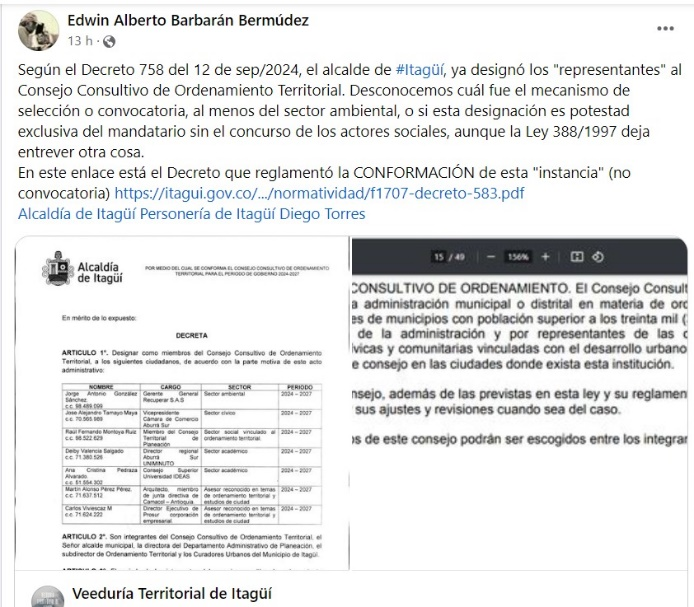 Edwin Alberto Barbarán Bermúdez
13 h
Según el Decreto 758 del 12 de sep/2024, el alcalde de #Itagüí, ya designó los "representantes" al
Consejo Consultivo de Ordenamiento Territorial. Desconocemos cuál fue el mecanismo de
selección o convocatoria, al menos del sector ambiental, o si esta designación es potestad
exclusiva del mandatario sin el concurso de los actores sociales, aunque la Ley 388/1997 deja
entrever otra cosa.
En este enlace está el Decreto que reglamentó la CONFORMACIÓN de esta "instancia" (no
convocatoria) https://itagui.gov.co/.../normatividad/f1707-decreto-583.pdf
Alcaldía de Itagüí Personería de Itagüí Diego Torres
Alcaldía
de Itagüí
POR MEDIO DEL CUAL SE CONFORMA EL CONSEJO CONSULTIVO DE ORDENAMIENTO
TERRITORIAL PARA EL PERIODO DE GOBIERNO 2024-2027
En mérito de lo expuesto:
DECRETA
ARTICULO 1°. Designar como miembros del Consejo Consultivo de Ordenamiento
Territorial, a los siguientes ciudadanos, de acuerdo con la parte motiva de este acto
administrativo:
NOMBRE CARGO SECTOR PERIODO
Jorge Antonio González Gerente General Sector ambiental 2024 – 2027
Sánchez. Recuperar S.A.S
Jose Alejandro Tamayo Maya Vicepresidente Sector cívico 2024 – 2027
Cámara de Comercio
Aburrá Sur
Raúl Fernando Montoya Ruiz Miembro del Consejo Sector social vinculado al 2024 – 2027
c.c. 98.522.629 Territorial de ordenamiento territorial.
Planeación
Deiby Valencia Salgado Director regional Sector académico 2024 – 2027
c.c. 71.380.526 Aburrá Sur
UNIMINUTO
Ana Cristina Pedraza Consejo Superior Sector académico 2024 – 2027
Alvarado. Universidad IDEAS
c.c. 51.554.302
Martín Alonso Pérez Pérez. Arquitecto, miembro Asesor reconocido en temas 2024 – 2027
c.c. 71.637.512 de junta directiva de de ordenamiento territorial y
Camacol – Antioquia estudios de ciudad
Carlos Viviescaz M Director Ejecutivo de Asesor reconocido en temas 2024 – 2027
c.c. 71.624.220 Prosur corporación de ordenamiento territorial y
empresarial. estudios de ciudad
ARTICULO 2°. Son integrantes del Consejo Consultivo de Ordenamiento Territorial, el
Señor alcalde municipal, la directora del Departamento Administrativo de Planeación, el
subdirector de Ordenamiento Territorial y los Curadores Urbanos del Municipio de Itagüí.
15 / 49 − 156% +
CONSULTIVO DE ORDENAMIENTO. El Consejo Consult
a administración municipal o distrital en materia de ord
es de municipios con población superior a los treinta mil (
de la administración y por representantes de las o
vicas y comunitarias vinculadas con el desarrollo urbano
e consejo en las ciudades donde exista esta institución.
nsejo, además de las previstas en esta ley y su reglamen
sus ajustes y revisiones cuando sea del caso.
os de este consejo podrán ser escogidos entre los integrar
Veeduría Territorial de Itagüí